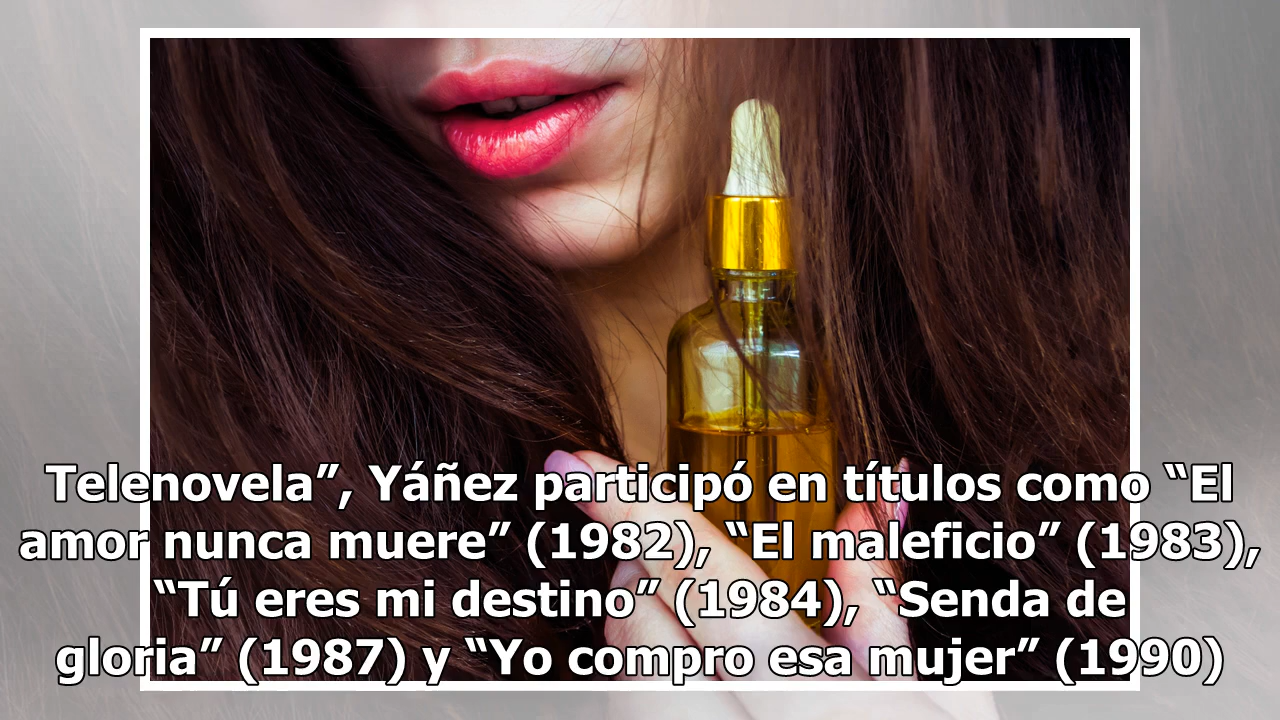 Telenovela”, Yáñez participó en títulos como “El
amor nunca muere” (1982), “El maleficio” (1983),
“Tú eres mi destino” (1984), “Senda de
gloria” (1987) y “Yo compro esa mujer” (1990)